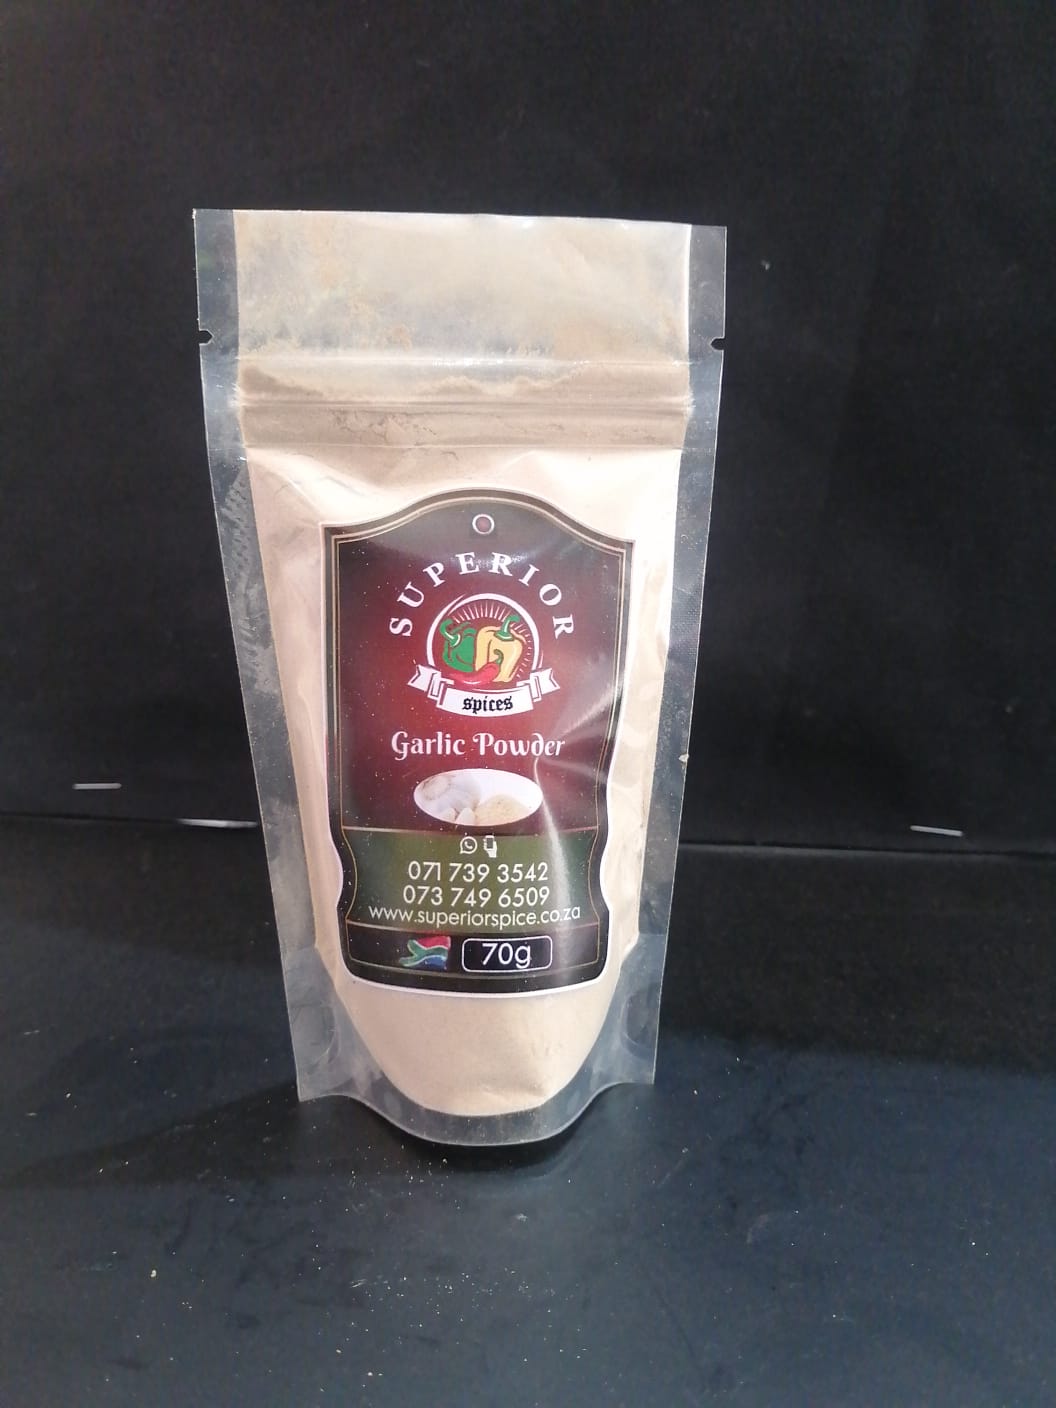 SUPERIOR
spices
Garlic Powder
071 739 3542
073 749 6509
www.superiorspice.co.za
70g